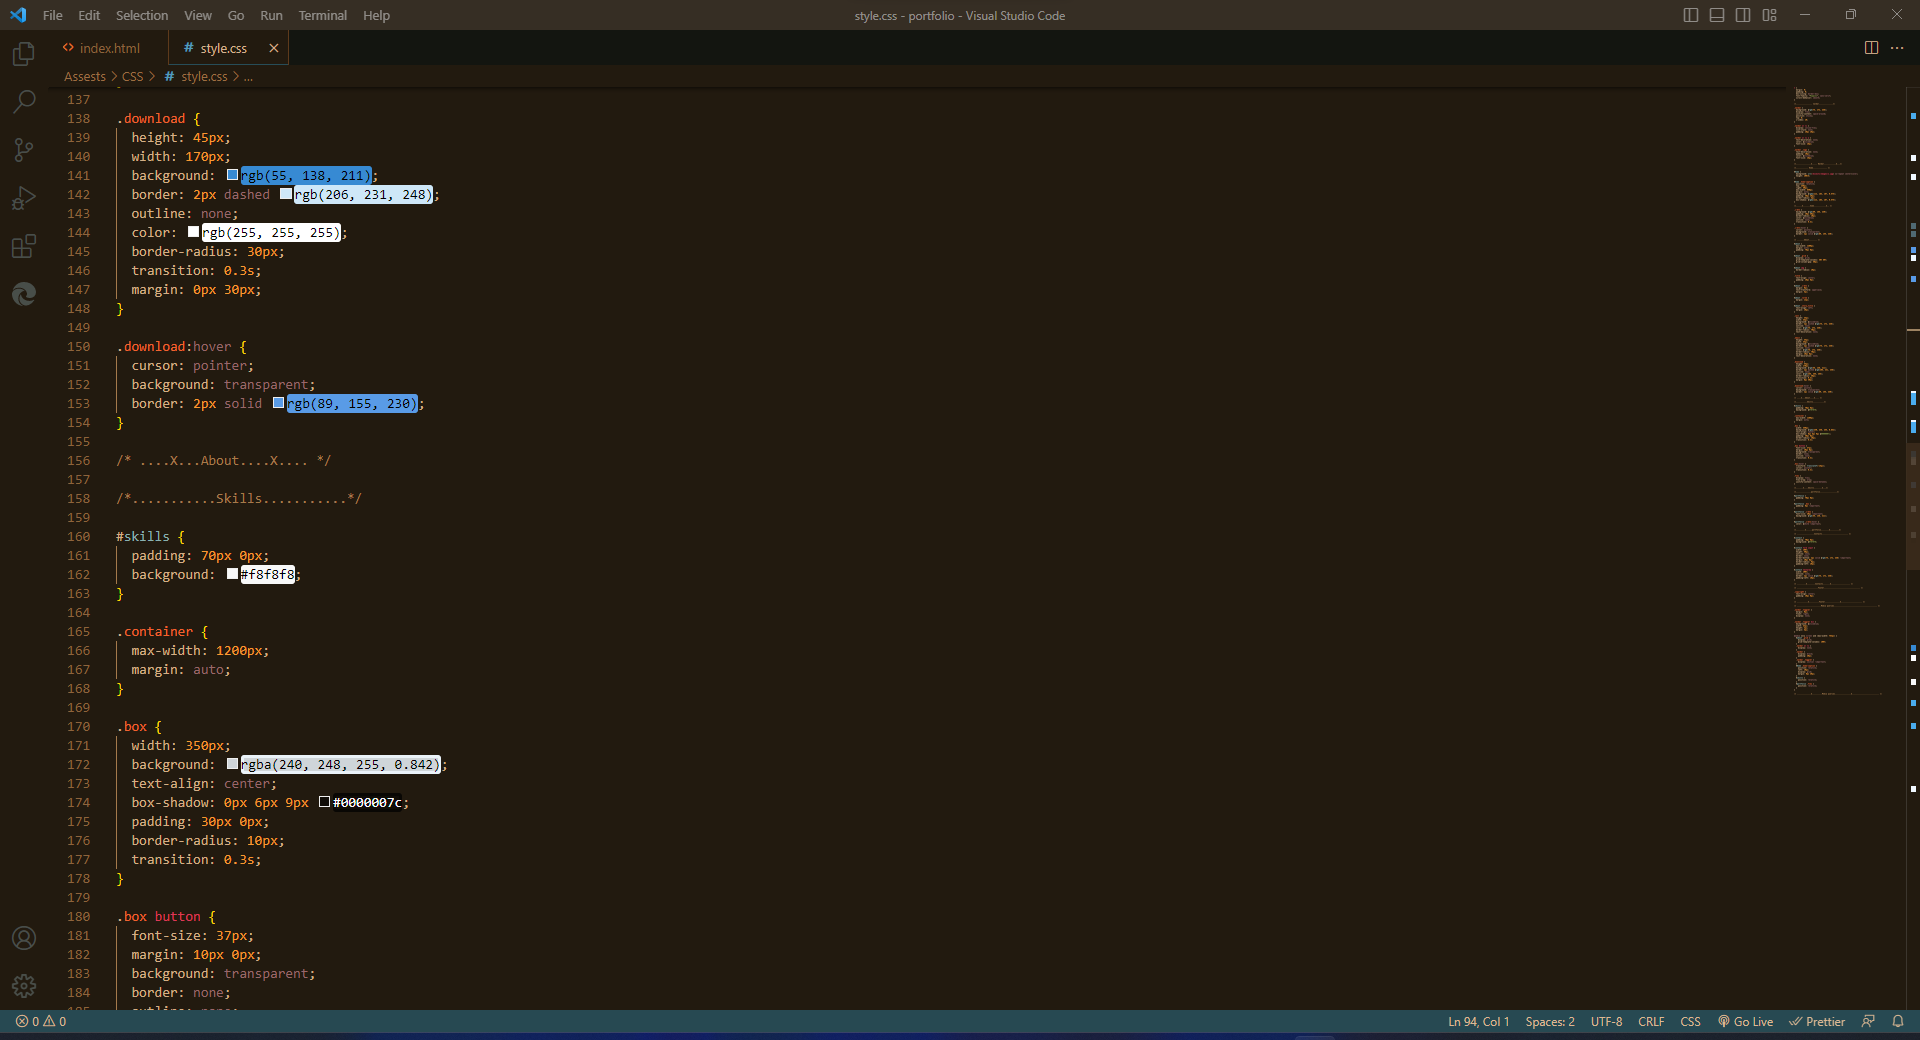 File Edit Selection View Go Run Terminal Help
style.css - portfolio - Visual Studio Code
index.html
# style.css
Assests > CSS > # style.css > ...
137
138 .download {
139 height: 45px;
140 width: 170px;
141 background: rgb(55, 138, 211);
142 border: 2px dashed rgb(206, 231, 248);
143 outline: none;
144 color: rgb(255, 255, 255);
145 border-radius: 30px;
146 transition: 0.3s;
147 margin: 0px 30px;
148 }
149
150 .download:hover {
151 cursor: pointer;
152 background: transparent;
153 border: 2px solid rgb(89, 155, 230);
154 }
155
156 /* ....X...About....X.... */
157
158 /*...........Skills...........*/
159
160 #skills {
161 padding: 70px 0px;
162 background: #f8f8f8;
163 }
164
165 .container {
166 max-width: 1200px;
167 margin: auto;
168 }
169
170 .box {
171 width: 350px;
172 background: rgba(240, 248, 255, 0.842);
173 text-align: center;
174 box-shadow: 0px 6px 9px #0000007c;
175 padding: 30px 0px;
176 border-radius: 10px;
177 transition: 0.3s;
178 }
179
180 .box button {
181 font-size: 37px;
182 margin: 10px 0px;
183 background: transparent;
184 border: none;
0 0
Ln 94, Col 1 Spaces: 2 UTF-8 CRLF CSS Go Live Prettier